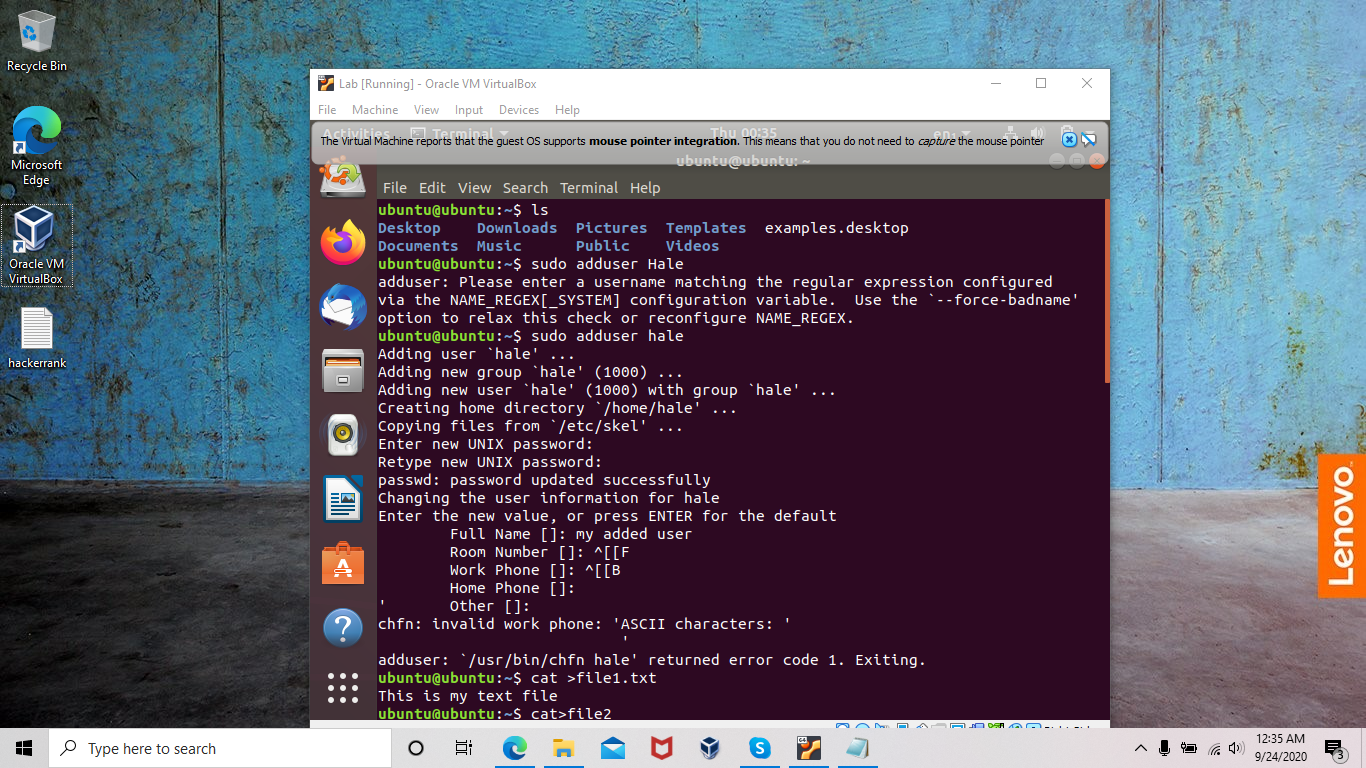 Recycle Bin
Microsoft
Edge
Oracle VM
VirtualBox
hackerrank
Lab [Running] - Oracle VM VirtualBox
File Machine View Input Devices Help
Activities Terminal Thu 00:35 en
The Virtual Machine reports that the guest OS supports mouse pointer integration. This means that you do not need to capture the mouse pointer
ubuntu@ubuntu: ~
File Edit View Search Terminal Help
ubuntu@ubuntu:~$ ls
Desktop Downloads Pictures Templates examples.desktop
Documents Music Public Videos
ubuntu@ubuntu:~$ sudo adduser Hale
adduser: Please enter a username matching the regular expression configured
via the NAME_REGEX[_SYSTEM] configuration variable. Use the `--force-badname'
option to relax this check or reconfigure NAME_REGEX.
ubuntu@ubuntu:~$ sudo adduser hale
Adding user `hale' ...
Adding new group `hale' (1000) ...
Adding new user `hale' (1000) with group `hale' ...
Creating home directory `/home/hale' ...
Copying files from `/etc/skel' ...
Enter new UNIX password:
Retype new UNIX password:
passwd: password updated successfully
Changing the user information for hale
Enter the new value, or press ENTER for the default
Full Name []: my added user
Room Number []: ^[[F
Work Phone []: ^[[B
Home Phone []:
' Other []:
chfn: invalid work phone: 'ASCII characters: '
'
adduser: `/usr/bin/chfn hale' returned error code 1. Exiting.
ubuntu@ubuntu:~$ cat >file1.txt
This is my text file
ubuntu@ubuntu:~$ cat>file2
Lenovo
Type here to search
12:35 AM
9/24/2020
3